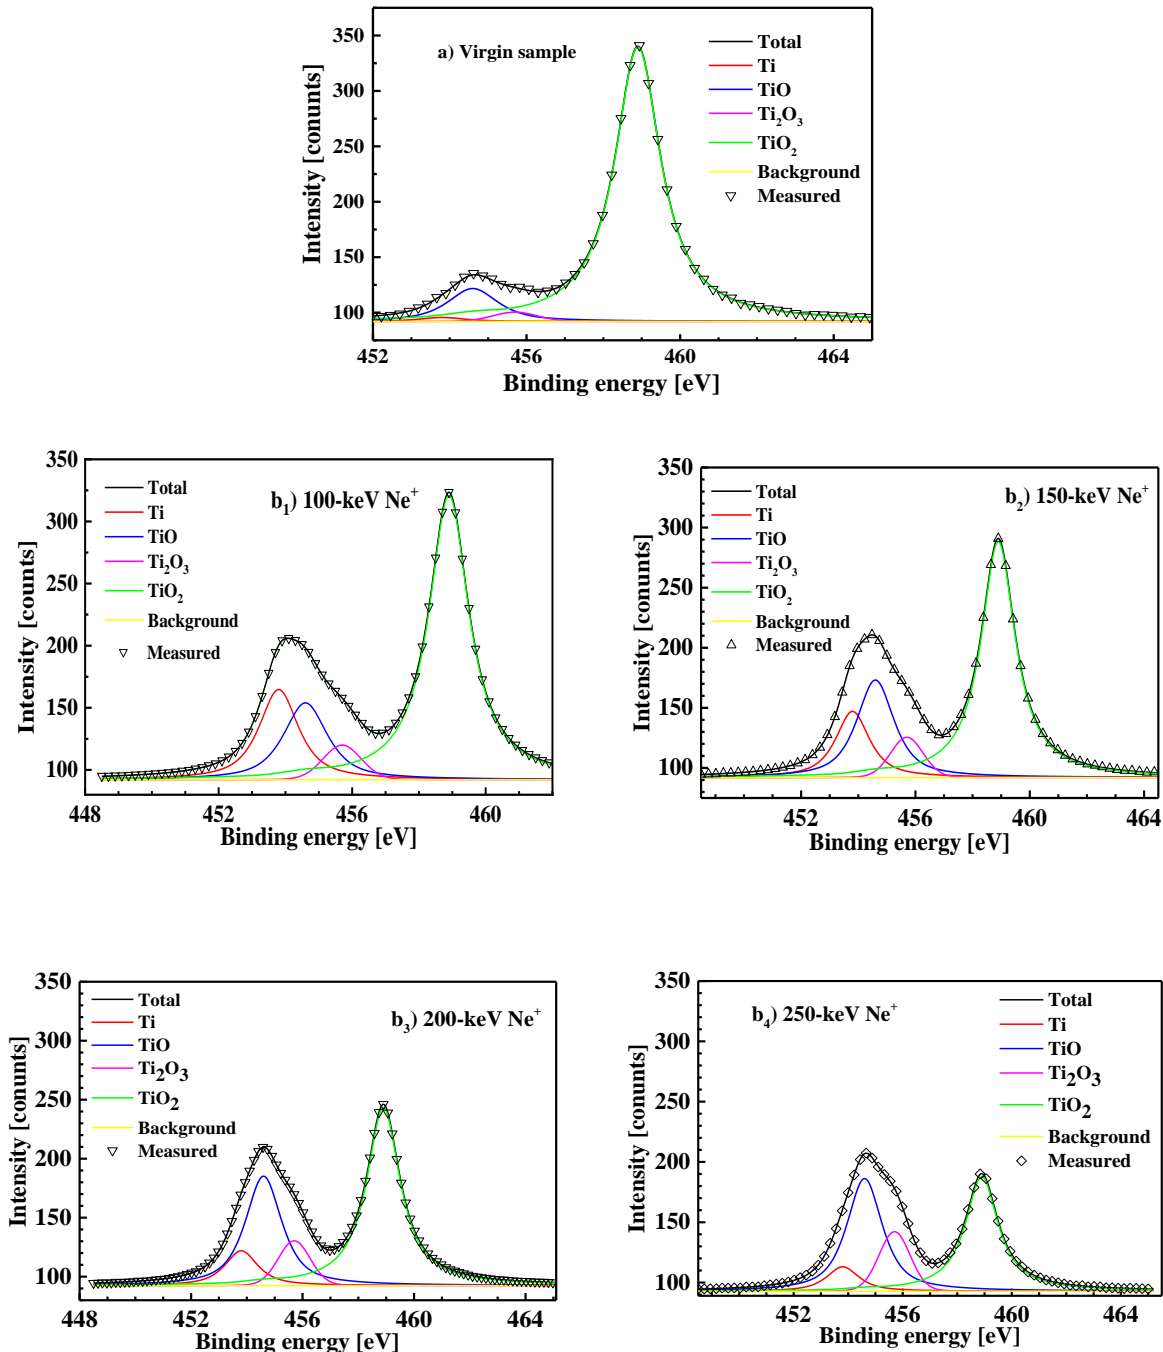 a) Virgin sample
Total
Ti
TiO
Ti2O3
TiO2
Background
Measured
350
300
250
200
150
100
452
456
460
464
Intensity [conunts]
Binding energy [eV]
b1) 100-keV Ne+
Total
Ti
TiO
Ti2O3
TiO2
Background
Measured
350
300
250
200
150
100
448
452
456
460
Intensity [counts]
Binding energy [eV]
b2) 150-keV Ne+
Total
Ti
TiO
Ti2O3
TiO2
Background
Measured
350
300
250
200
150
100
452
456
460
464
Intensity [conunts]
Binding energy [eV]
b3) 200-keV Ne+
Total
Ti
TiO
Ti2O3
TiO2
Background
Measured
350
300
250
200
150
100
448
452
456
460
464
Intensity [conunts]
Binding energy [eV]
b4) 250-keV Ne+
Total
Ti
TiO
Ti2O3
TiO2
Background
Measured
350
300
250
200
150
100
452
456
460
464
Intensity [conunts]
Binding energy [eV]